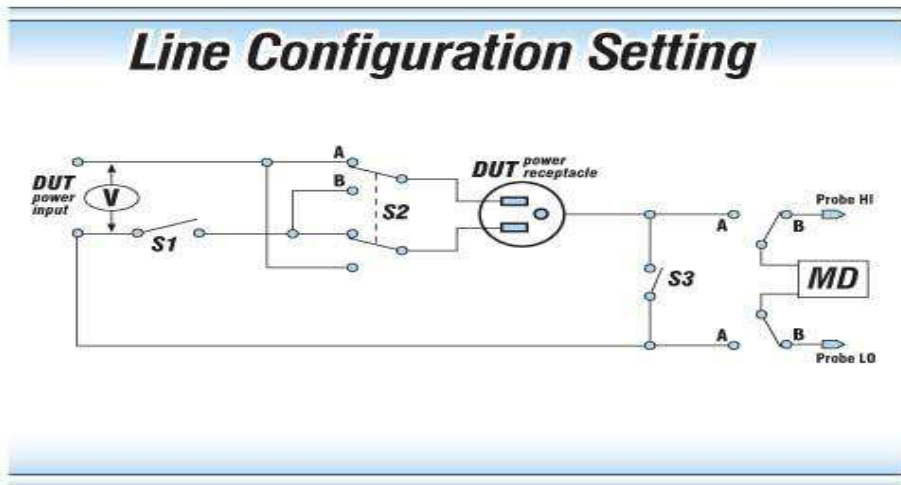 Line Configuration Setting
DUT
power
input
V
S1
A
B
S2
DUT power
receptacle
A
B
Probe HI
S3
MD
A
B
Probe LO